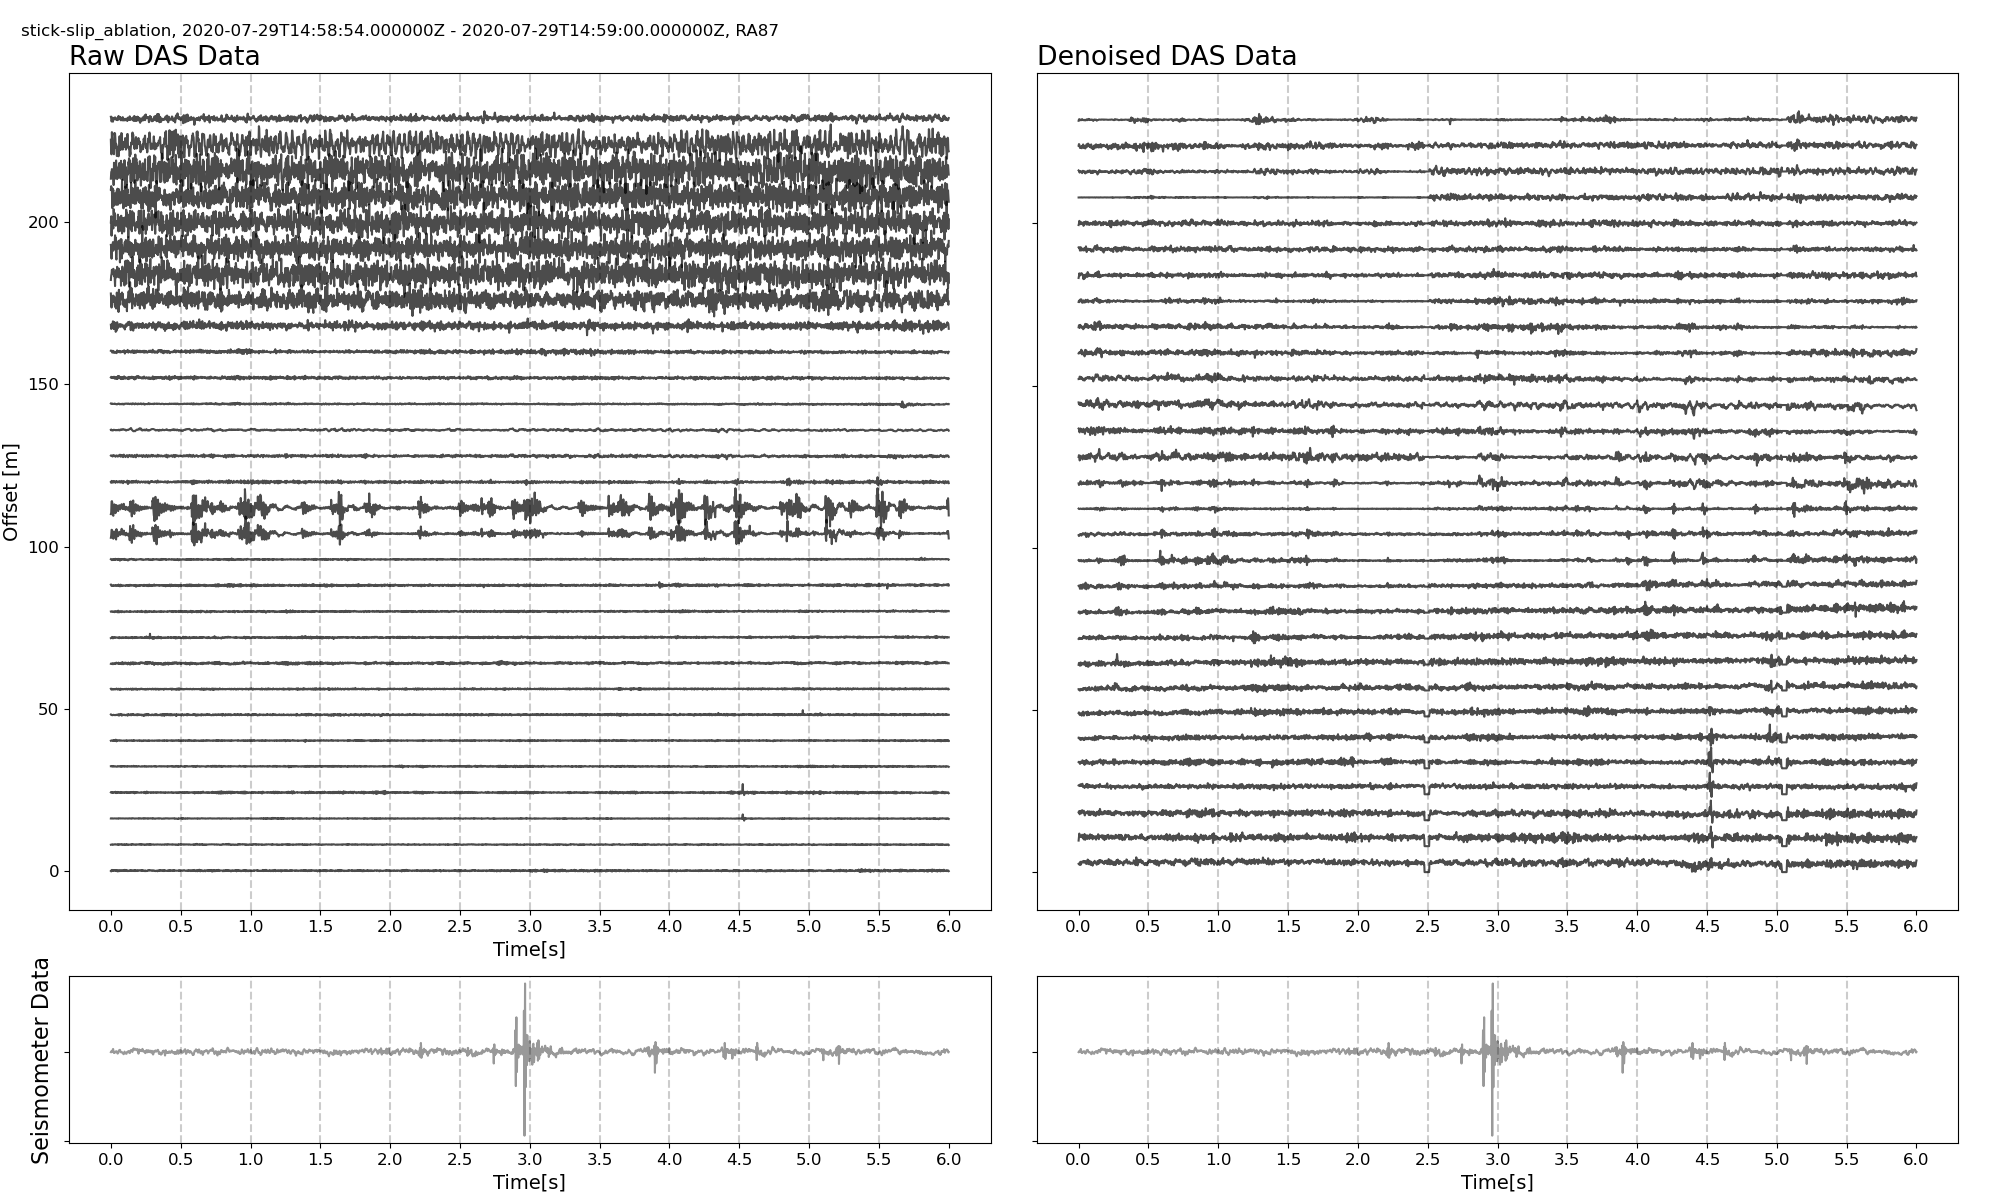 stick-slip_ablation, 2020-07-29T14:58:54.000000Z - 2020-07-29T14:59:00.000000Z, RA87
Raw DAS Data
Denoised DAS Data
Offset [m]
200
150
100
50
0
0.0 0.5 1.0 1.5 2.0 2.5 3.0 3.5 4.0 4.5 5.0 5.5 6.0
Time[s]
0.0 0.5 1.0 1.5 2.0 2.5 3.0 3.5 4.0 4.5 5.0 5.5 6.0
Seismometer Data
0.0 0.5 1.0 1.5 2.0 2.5 3.0 3.5 4.0 4.5 5.0 5.5 6.0
Time[s]
0.0 0.5 1.0 1.5 2.0 2.5 3.0 3.5 4.0 4.5 5.0 5.5 6.0
Time[s]